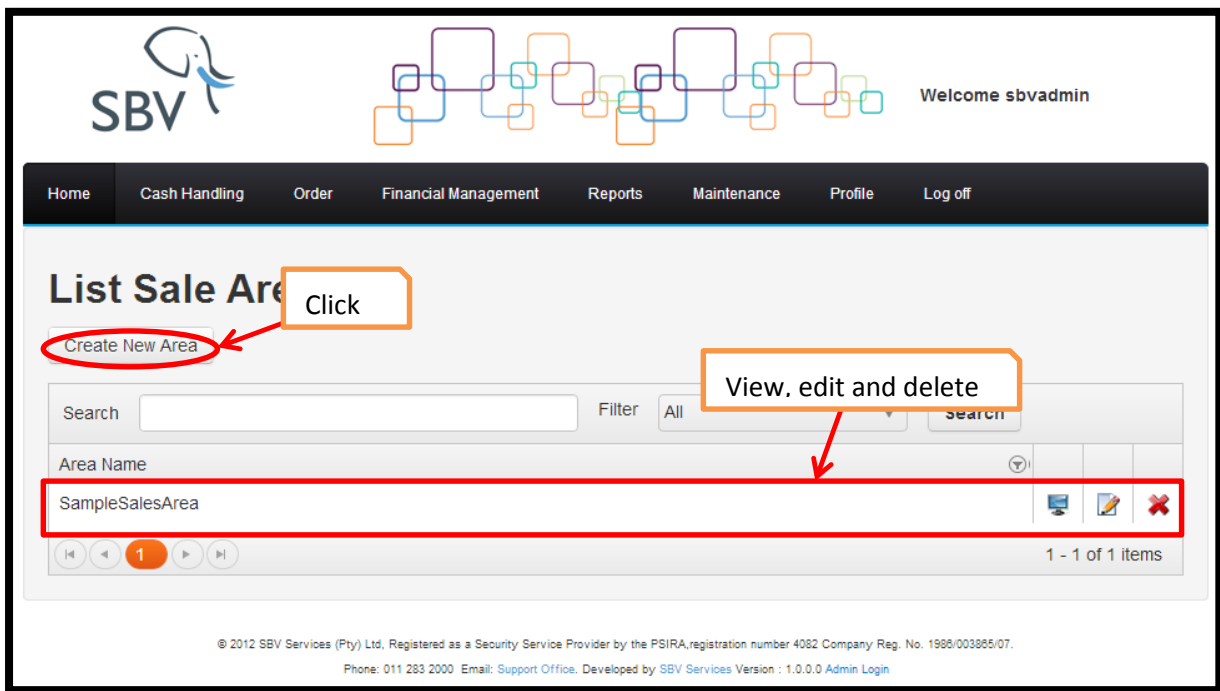 SBV
Welcome sbvadmin
Home Cash Handling Order Financial Management Reports Maintenance Profile Log off
List Sale Are
Click
Create New Area
View, edit and delete
Search Filter All Search
Area Name
SampleSalesArea
1 1 - 1 of 1 items
© 2012 SBV Services (Pty) Ltd, Registered as a Security Service Provider by the PSIRA,registration number 4082 Company Reg. No. 1986/003865/07.
Phone: 011 283 2000 Email: Support Office. Developed by SBV Services Version : 1.0.0.0 Admin Login